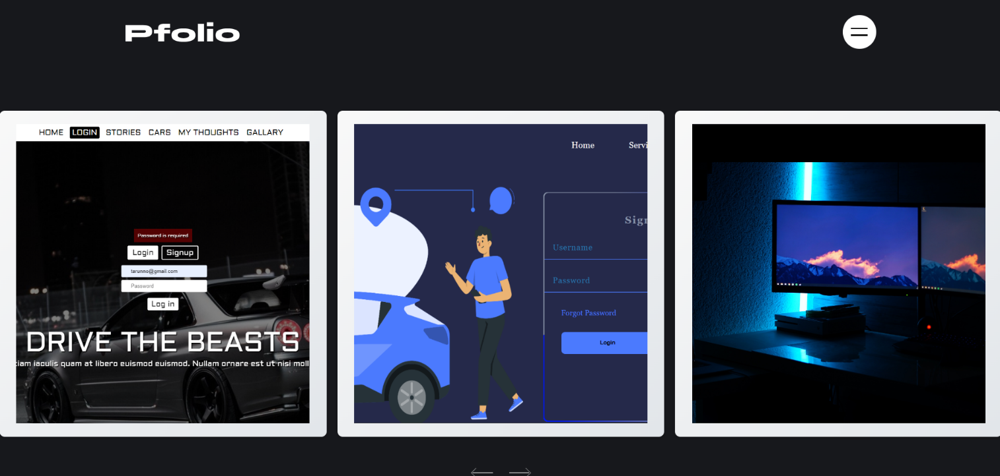 Pfolio
HOME LOGIN STORIES CARS MY THOUGHTS GALLARY
Password is required
Login Signup
tarunno@gmail.com
Password
Log in
DRIVE THE BEASTS
iam iaculis quam at libero euismod euismod. Nullam ornare est ut nisi moll
Home Servi
Sign
Username
Password
Forgot Password
Login